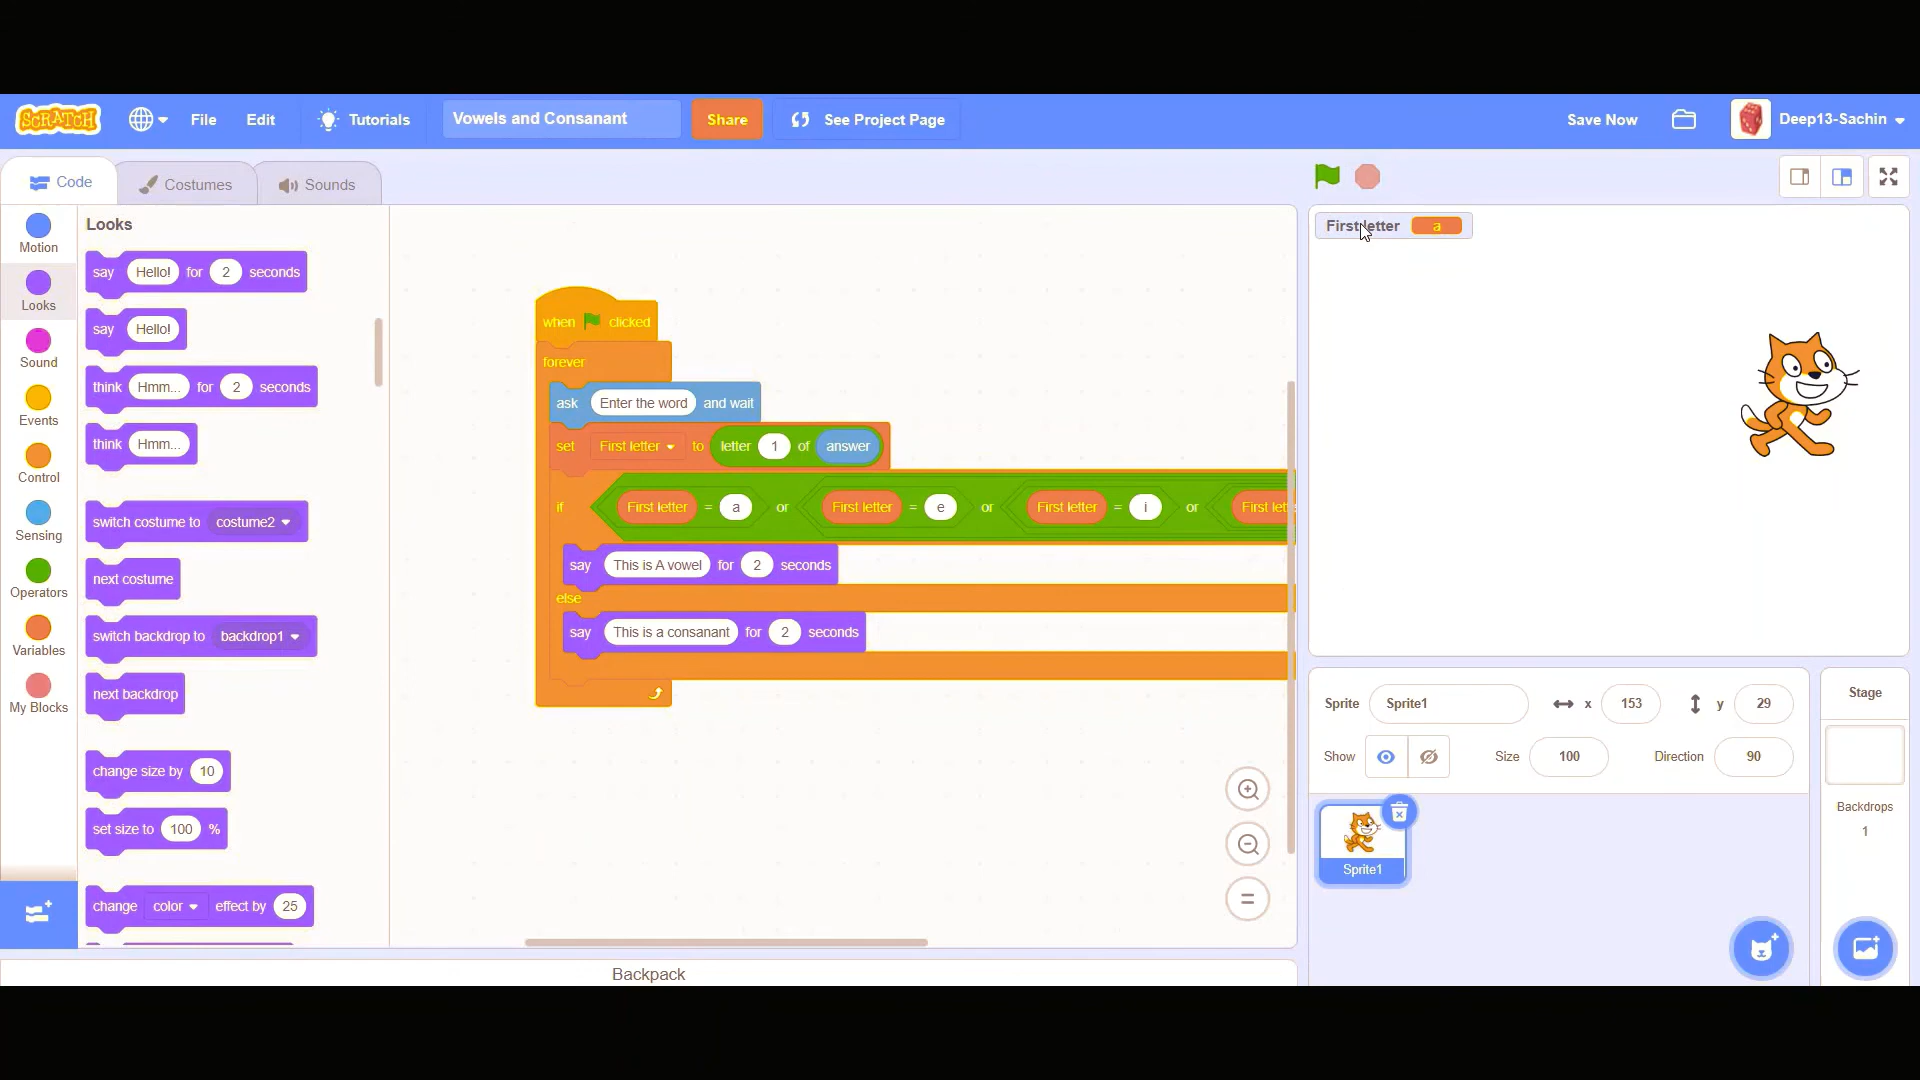 SCRATCH File Edit Tutorials Vowels and Consanant Share See Project Page Save Now Deep13-Sachin
Code Costumes Sounds
Motion
Looks
Sound
Events
Control
Sensing
Operators
Variables
My Blocks
Looks
say Hello! for 2 seconds
say Hello!
think Hmm... for 2 seconds
think Hmm...
switch costume to costume2
next costume
switch backdrop to backdrop1
next backdrop
change size by 10
set size to 100 %
change color effect by 25
when clicked
forever
ask Enter the word and wait
set First letter to letter 1 of answer
if First letter = a or First letter = e or First letter = i or First lett
say This is A vowel for 2 seconds
else
say This is a consanant for 2 seconds
Backpack
First letter a
Sprite Sprite1 x 153 y 29
Show Size 100 Direction 90
Sprite1
Stage
Backdrops
1